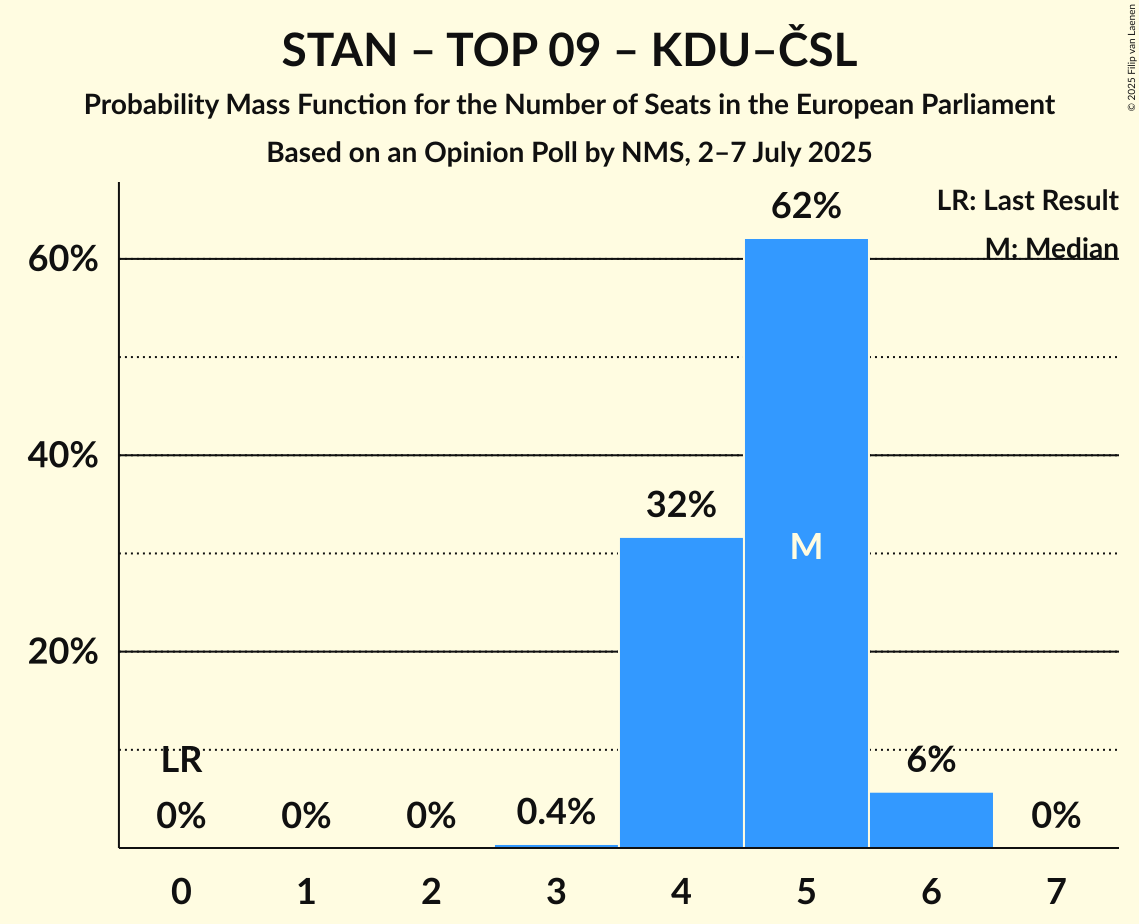 STAN – TOP 09 – KDU–ČSL
Probability Mass Function for the Number of Seats in the European Parliament
Based on an Opinion Poll by NMS, 2–7 July 2025
© 2025 Filip van Laenen
LR: Last Result
M: Median
60%
40%
20%
62%
32%
M
LR
6%
0%
0%
0%
0.4%
0%
0 1 2 3 4 5 6 7